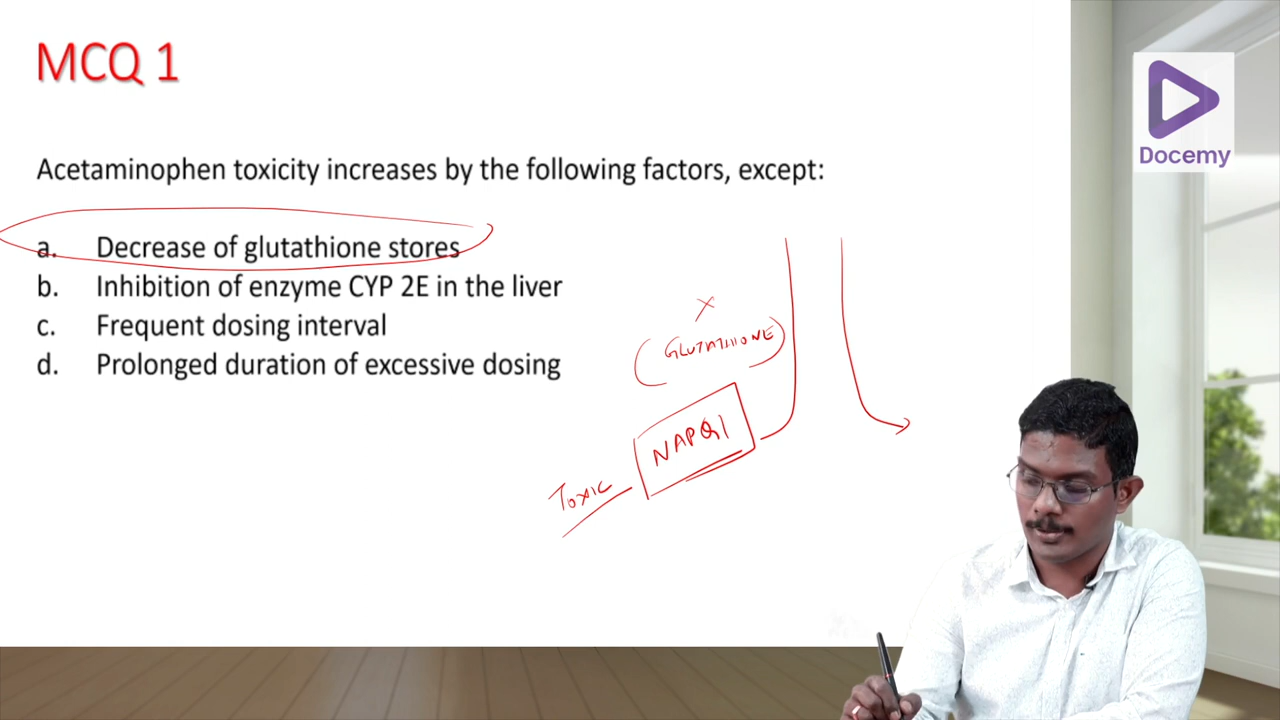 MCQ 1
Docemy
Acetaminophen toxicity increases by the following factors, except:
a. Decrease of glutathione stores
b. Inhibition of enzyme CYP 2E in the liver
c. Frequent dosing interval
d. Prolonged duration of excessive dosing
X
(GLUTATHIONE)
NAPQI
TOXIC